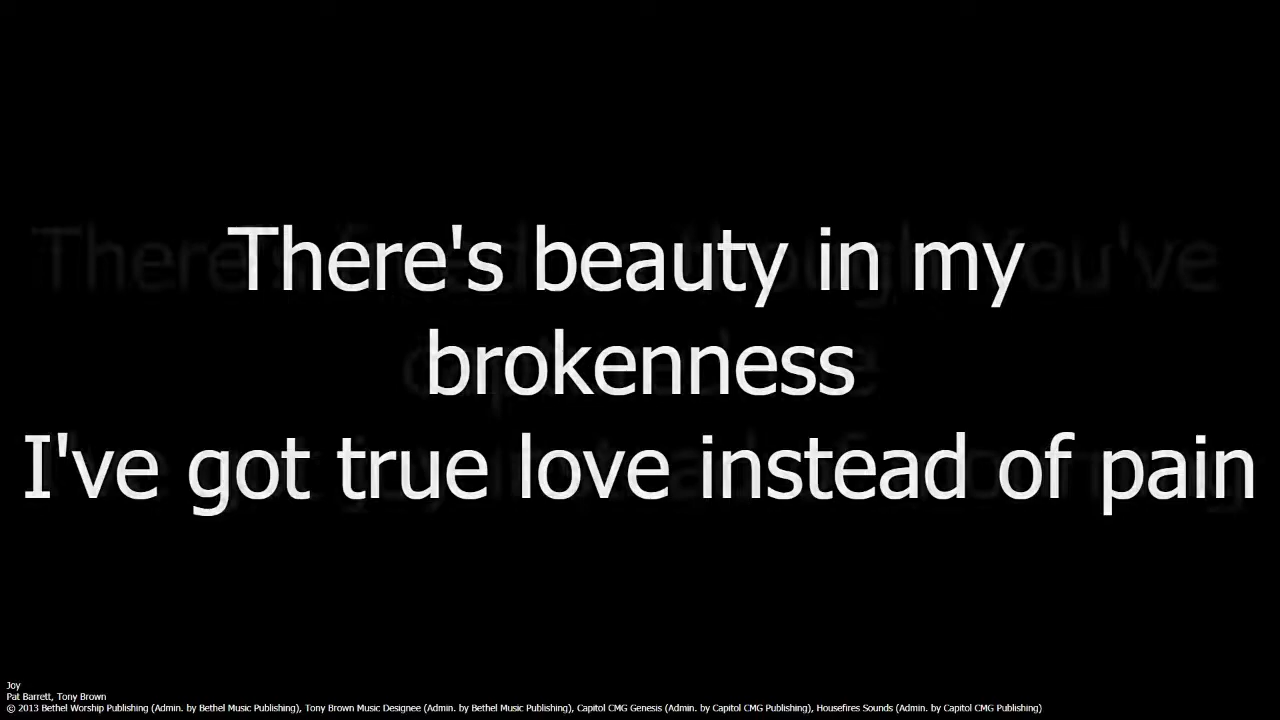 There's beauty in my
brokenness
I've got true love instead of pain
Joy
Pat Barrett, Tony Brown
© 2013 Bethel Worship Publishing (Admin. by Bethel Music Publishing), Tony Brown Music Designee (Admin. by Bethel Music Publishing), Capitol CMG Genesis (Admin. by Capitol CMG Publishing), Housefires Sounds (Admin. by Capitol CMG Publishing)